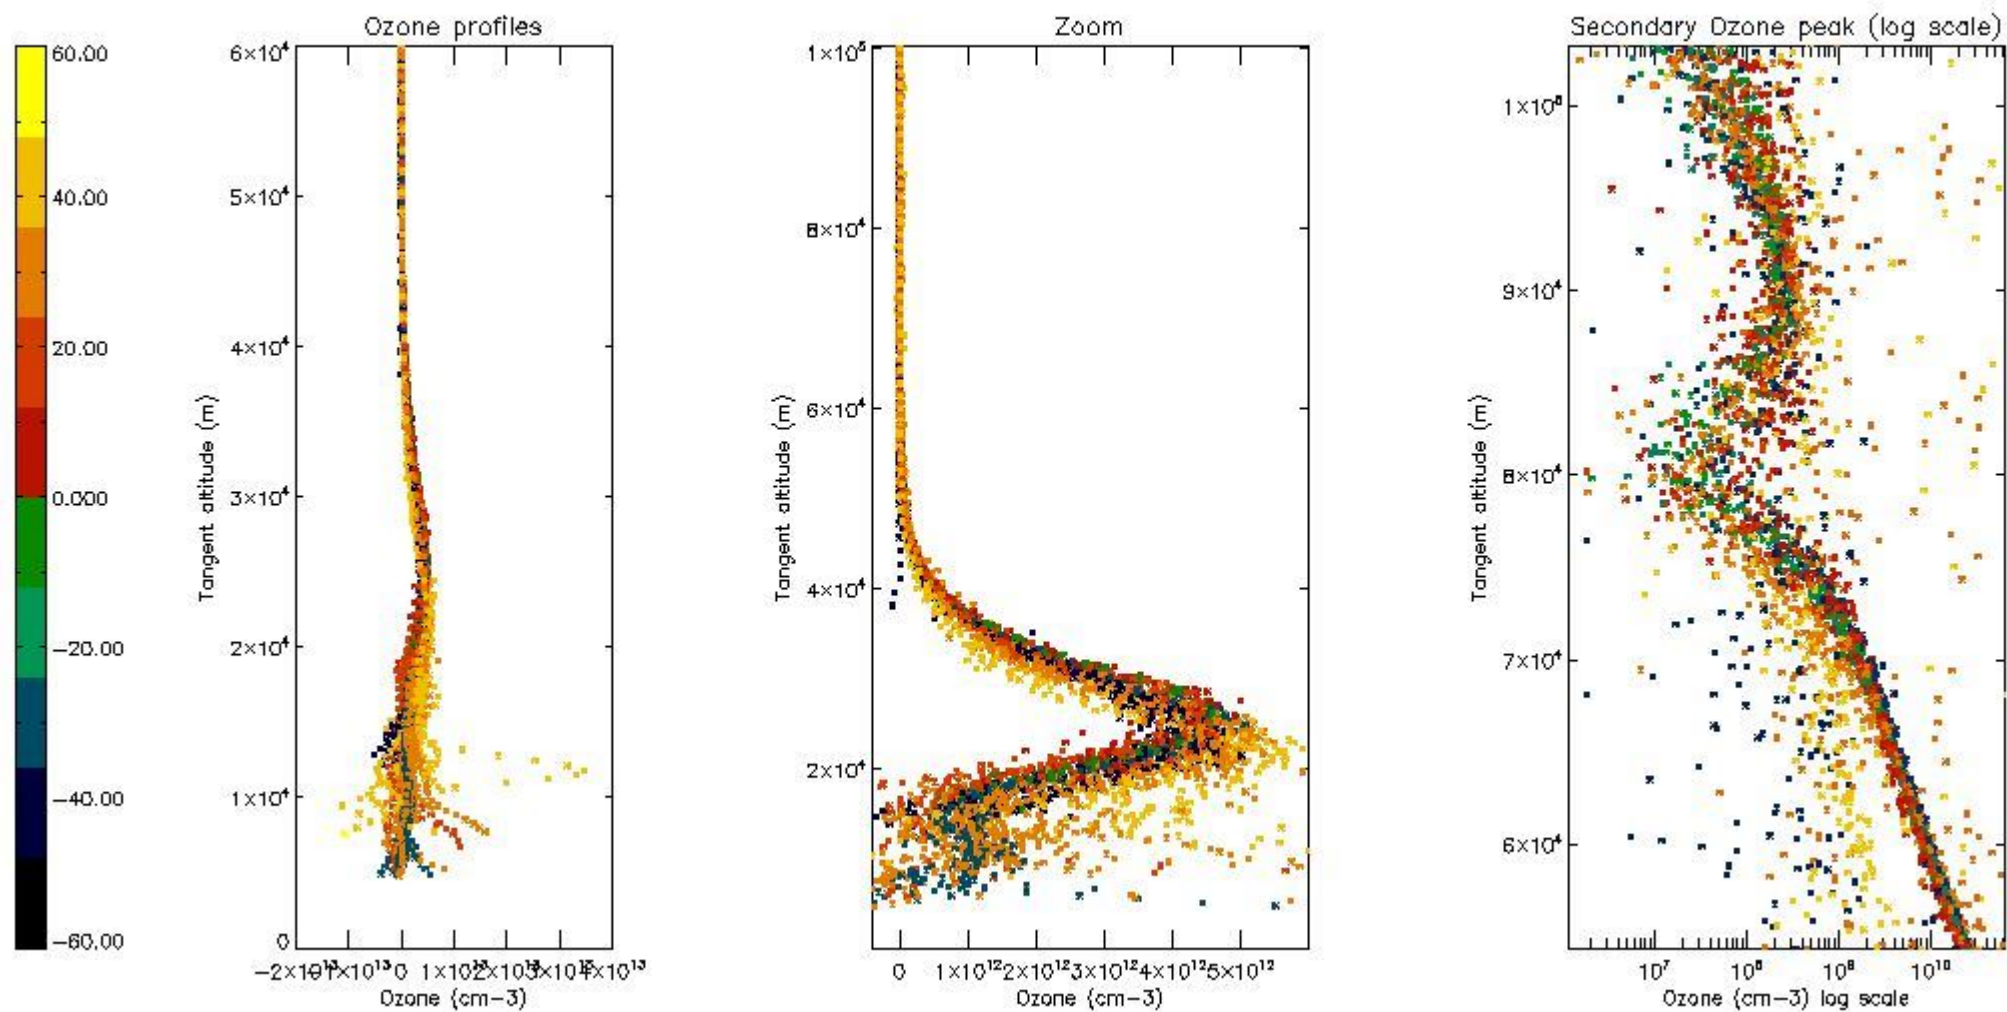 Ozone profiles
Zoom
Secondary Ozone peak (log scale)
60.00
40.00
20.00
0.000
−20.00
−40.00
−60.00
6×10⁴
5×10⁴
4×10⁴
3×10⁴
2×10⁴
1×10⁴
0
Tangent altitude (m)
0
Ozone (cm−3)
1×10⁵
8×10⁴
6×10⁴
4×10⁴
2×10⁴
Tangent altitude (m)
0 1×10¹² 2×10¹² 3×10¹² 4×10¹² 5×10¹²
Ozone (cm−3)
9×10⁴
8×10⁴
7×10⁴
6×10⁴
Tangent altitude (m)
10⁷ 10⁸ 10⁹ 10¹⁰
Ozone (cm−3) log scale